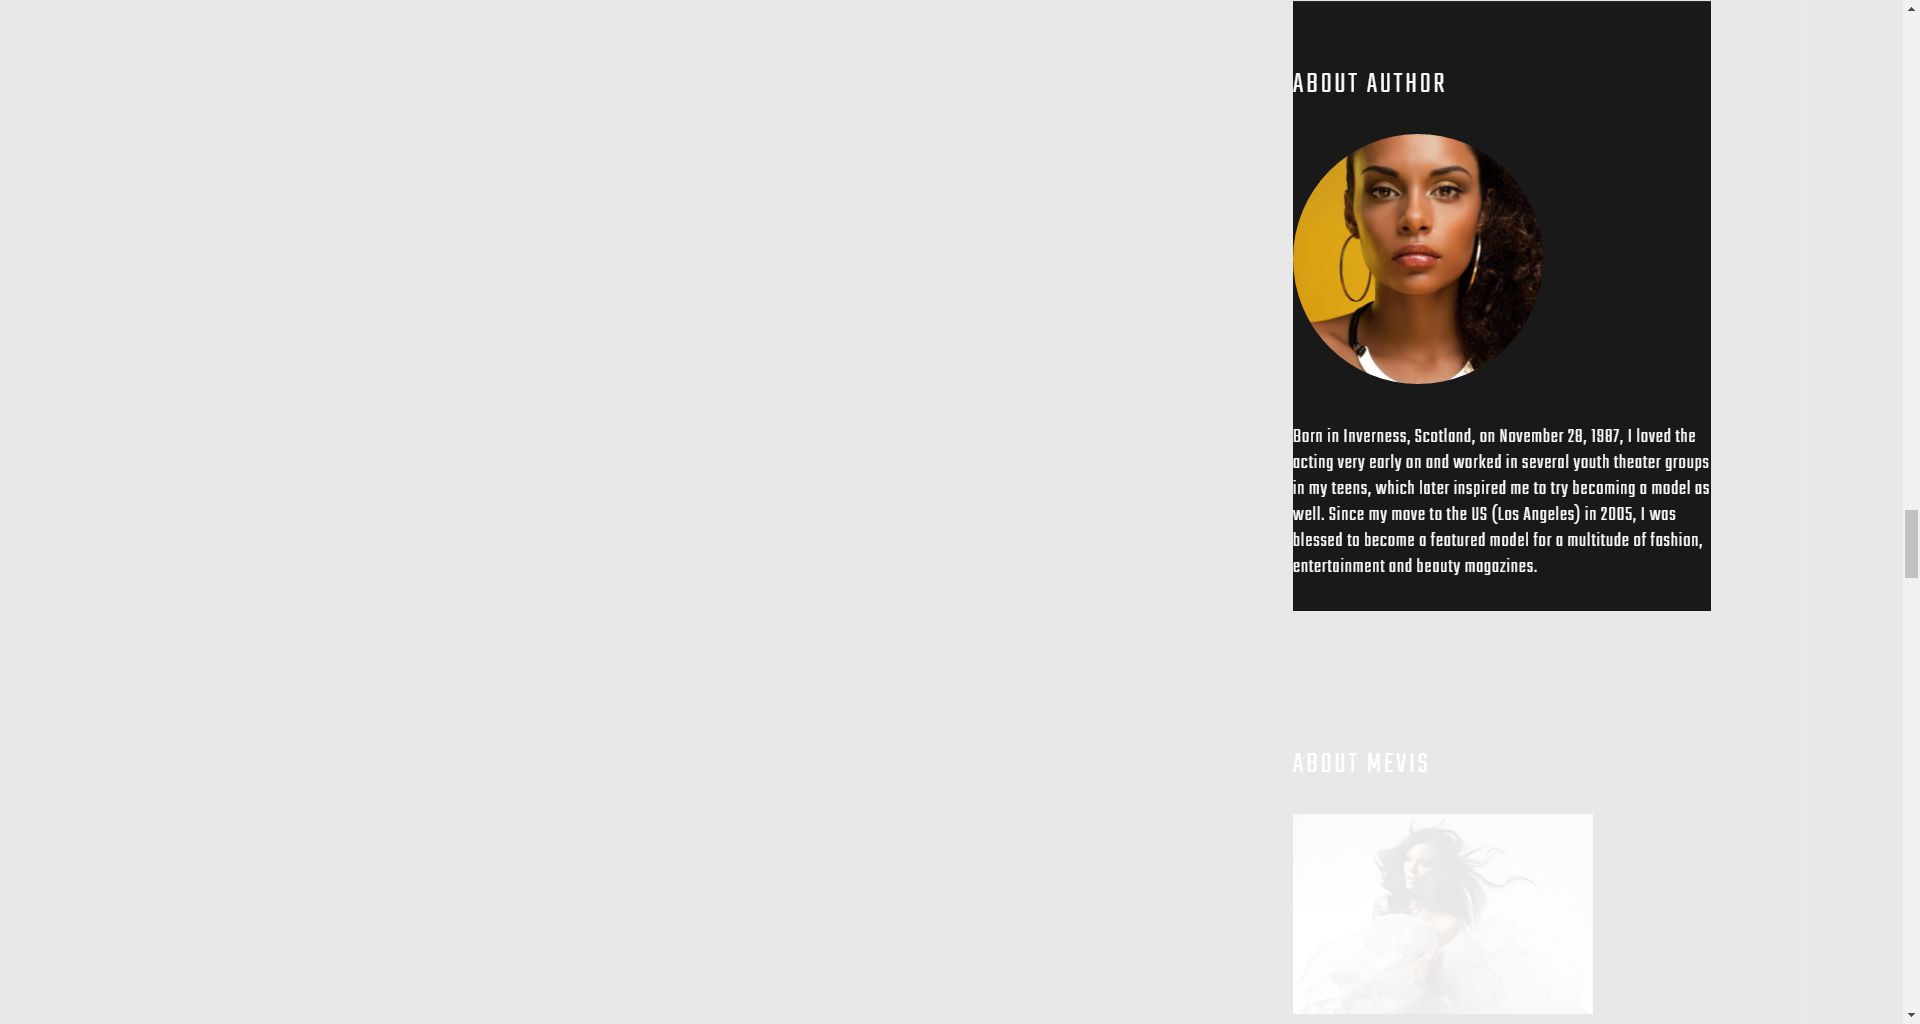 ABOUT AUTHOR
Born in Inverness, Scotland, on November 28, 1987, I loved the
acting very early on and worked in several youth theater groups
in my teens, which later inspired me to try becoming a model as
well. Since my move to the US (Los Angeles) in 2005, I was
blessed to become a featured model for a multitude of fashion,
entertainment and beauty magazines.
ABOUT MEVIS